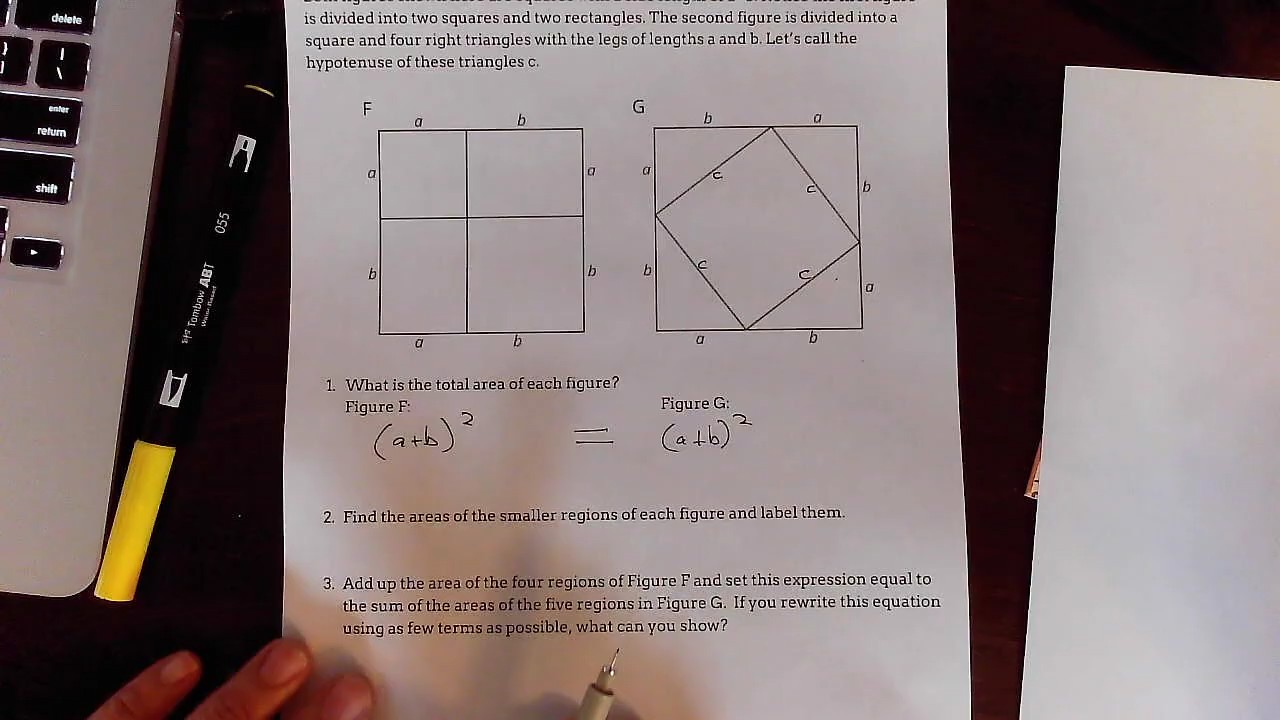 is divided into two squares and two rectangles. The second figure is divided into a
square and four right triangles with the legs of lengths a and b. Let's call the
hypotenuse of these triangles c.
F
a b
a a
b b
a b
G
b a
a c c b
b c c a
a b
1. What is the total area of each figure?
Figure F: Figure G:
(a+b)² = (a+b)²
2. Find the areas of the smaller regions of each figure and label them.
3. Add up the area of the four regions of Figure F and set this expression equal to
the sum of the areas of the five regions in Figure G. If you rewrite this equation
using as few terms as possible, what can you show?
delete
}
|
\
enter
return
shift
Tombow ABT 055